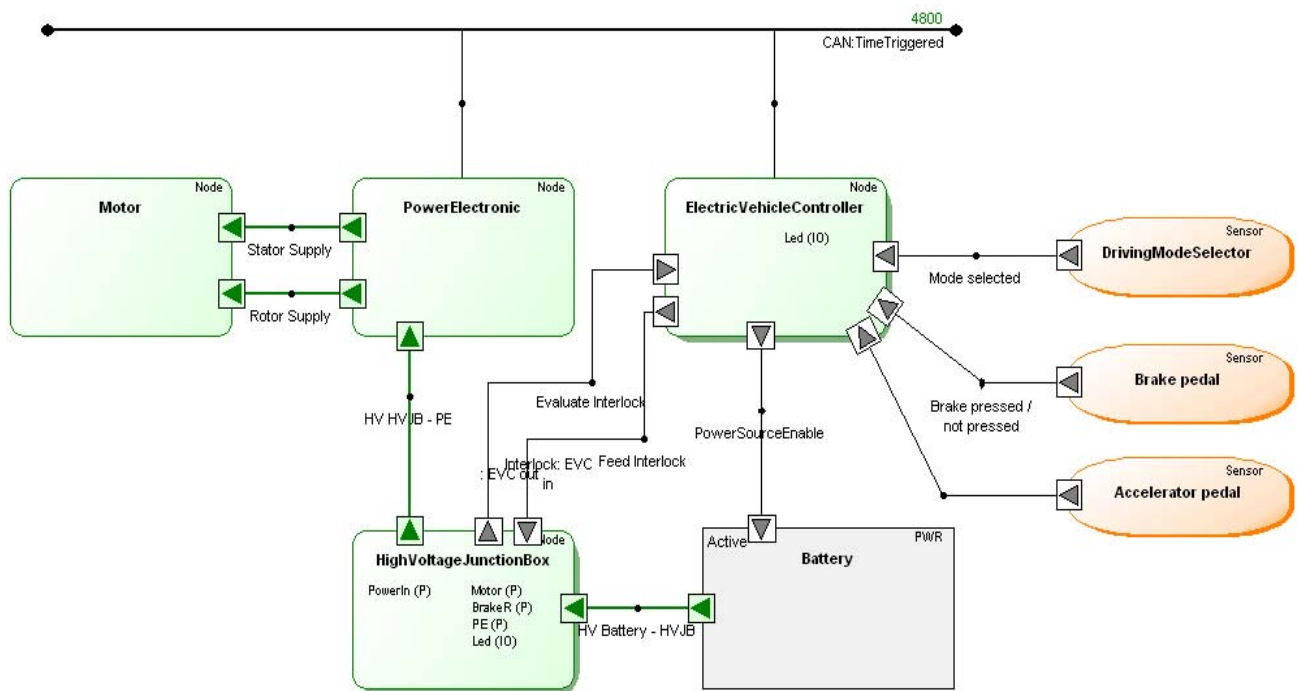 4800
CAN:TimeTriggered
Node
Motor
Node
PowerElectronic
Node
ElectricVehicleController
Led (IO)
Sensor
DrivingModeSelector
Stator Supply
Mode selected
Rotor Supply
Sensor
Brake pedal
Evaluate Interlock
Brake pressed /
not pressed
HV HVJB - PE
PowerSourceEnable
Interlock: EVC
in
Feed Interlock
: EVC out
Sensor
Accelerator pedal
Node
HighVoltageJunctionBox
PowerIn (P)
Motor (P)
BrakeR (P)
PE (P)
Led (IO)
Active
PWR
Battery
HV Battery - HVJB